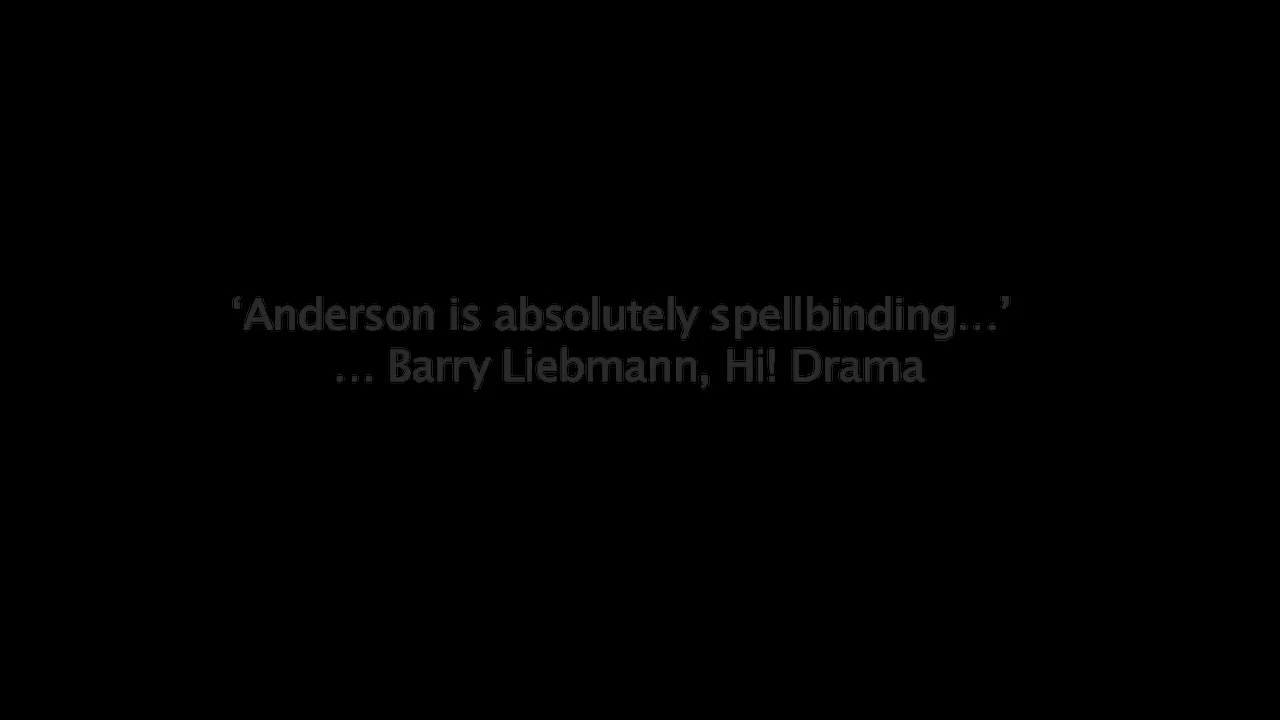 ‘Anderson is absolutely spellbinding...’
... Barry Liebmann, Hi! Drama